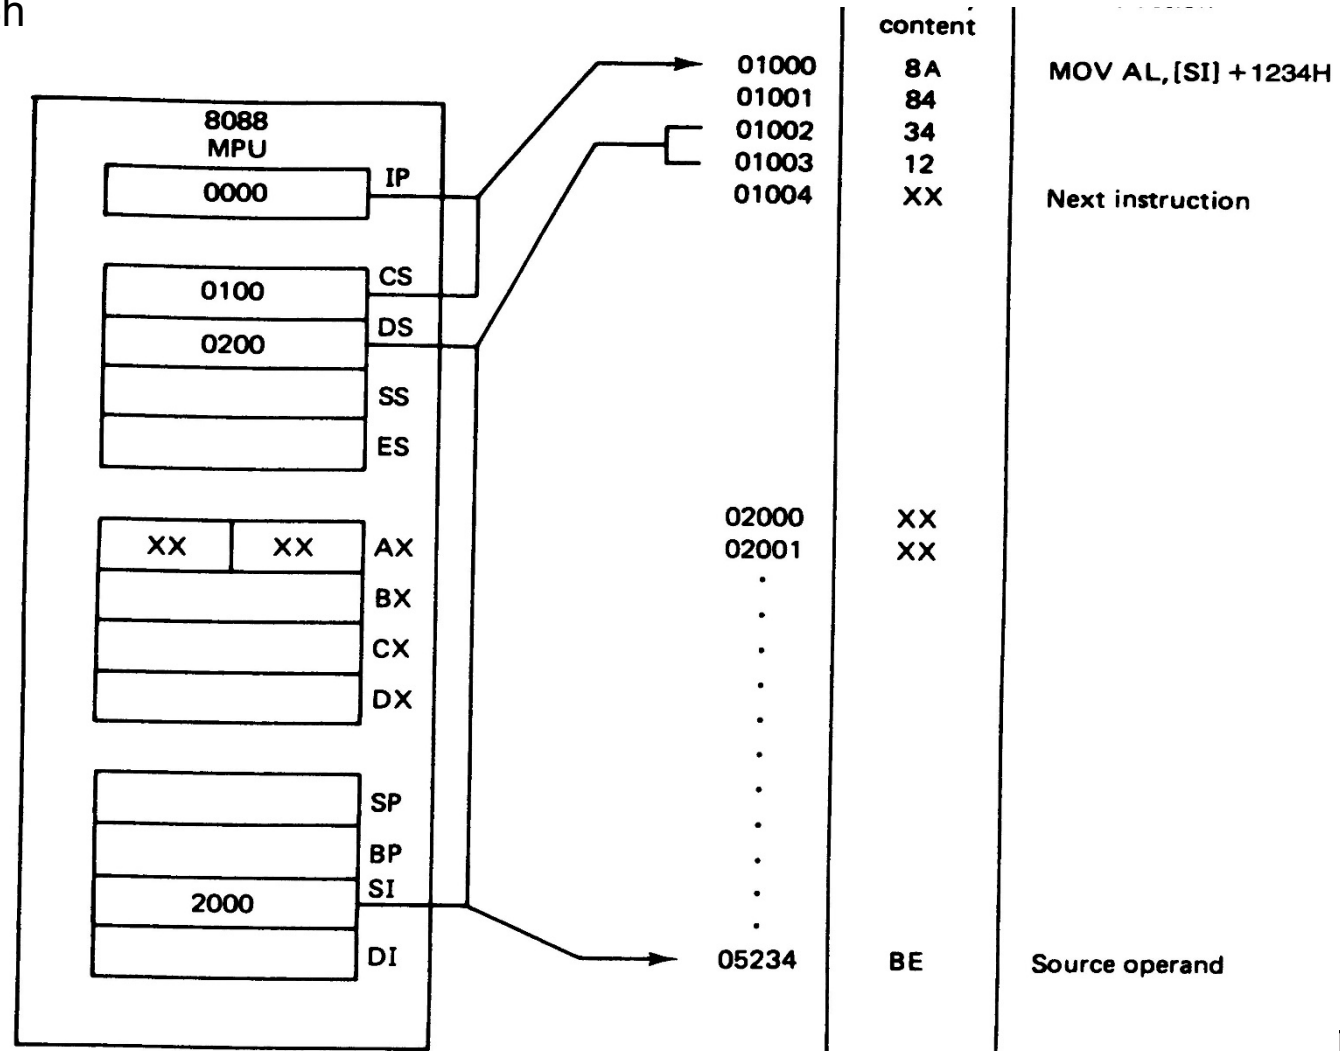 h
content
8088
MPU
0000 IP
0100 CS
0200 DS
SS
ES
XX XX AX
BX
CX
DX
SP
BP
2000 SI
DI
01000 8A MOV AL, [SI] +1234H
01001 84
01002 34
01003 12
01004 XX Next instruction
02000 XX
02001 XX
05234 BE Source operand